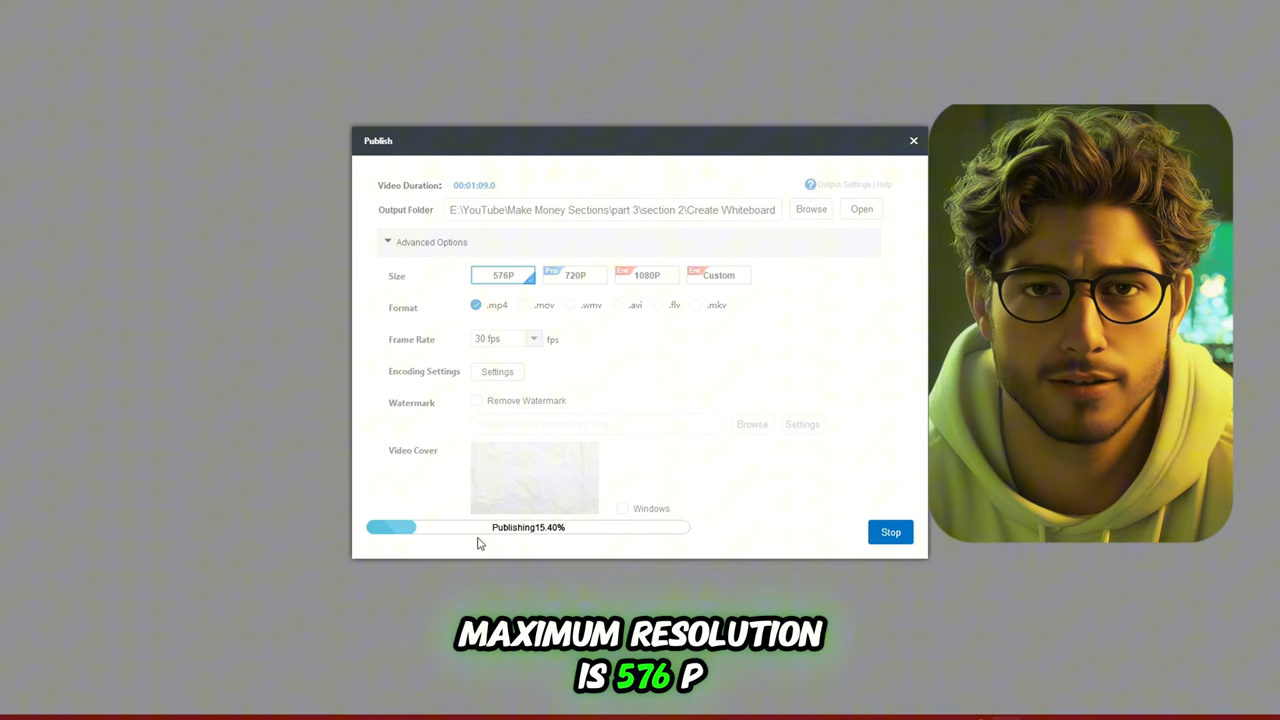 Publish
Video Duration: 00:01:09.0
Output Settings | Help
Output Folder E:\YouTube\Make Money Sections\part 3\section 2\Create Whiteboard Browse Open
Advanced Options
Size 576P Pro 720P Ent 1080P Ent Custom
Format .mp4 .mov .wmv .avi .flv .mkv
Frame Rate 30 fps fps
Encoding Settings Settings
Watermark Remove Watermark
Browse Settings
Video Cover
Windows
Publishing15.40%
Stop
MAXIMUM RESOLUTION
IS 576 P